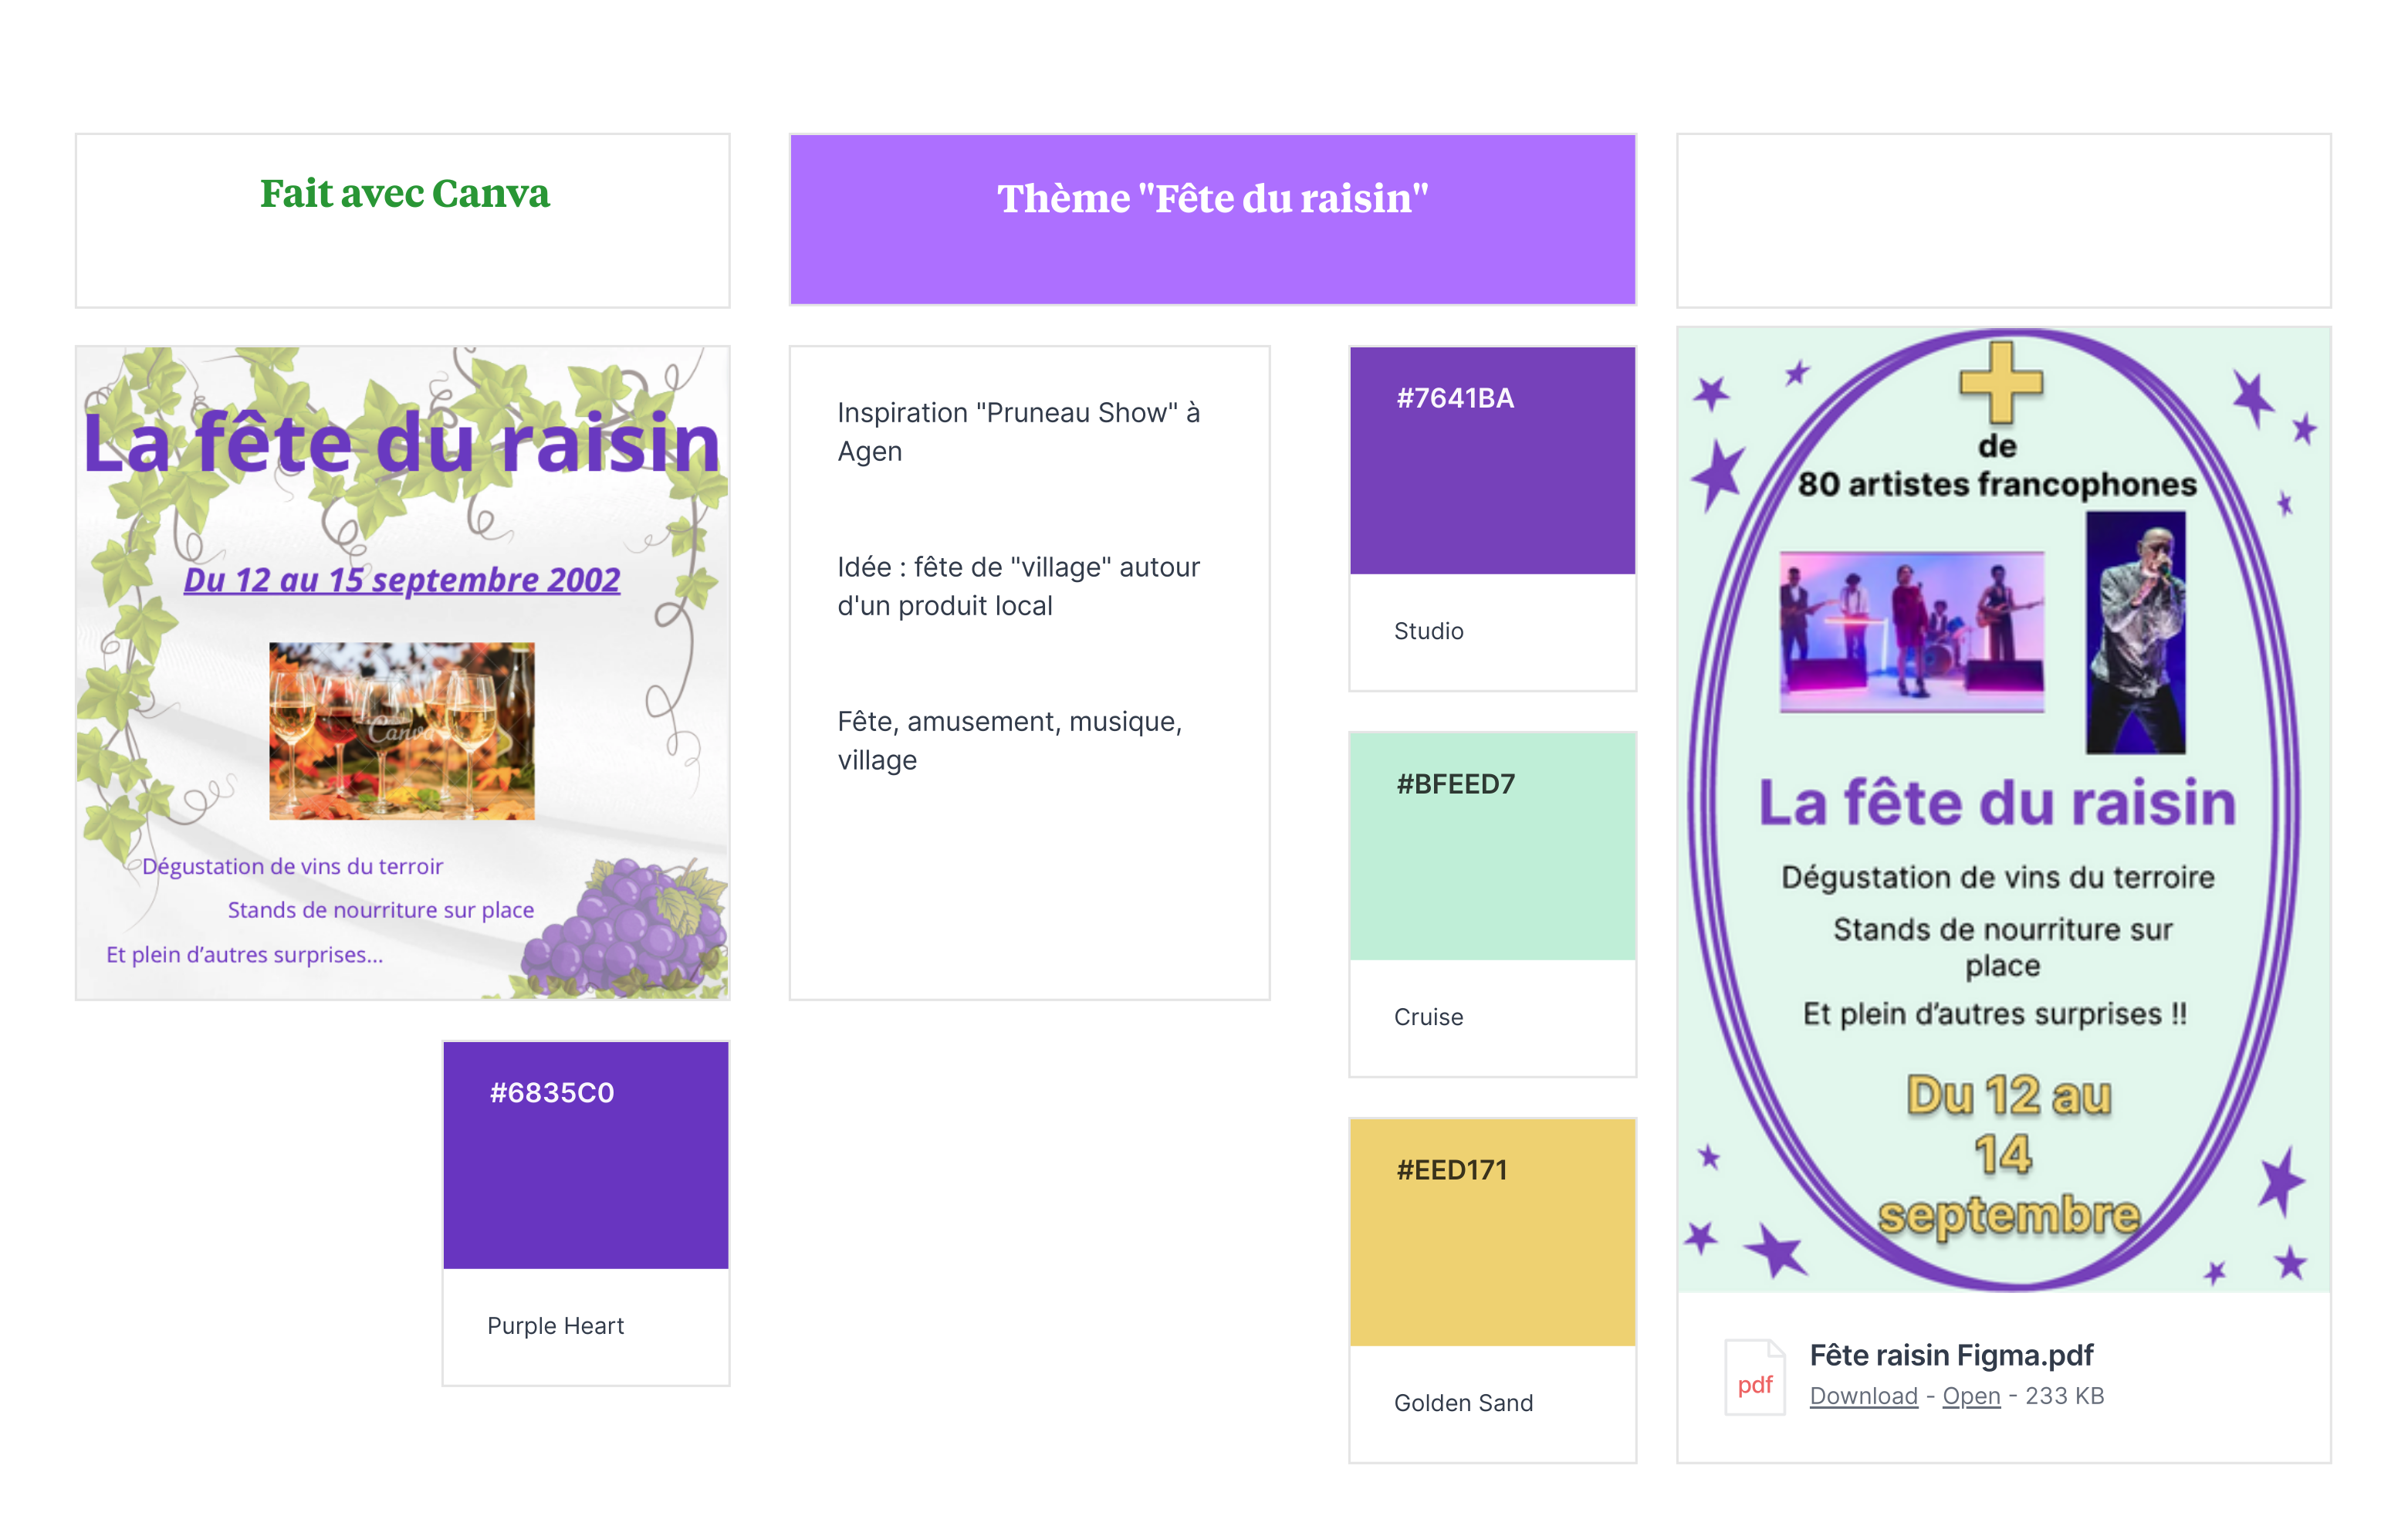 Fait avec Canva
Thème "Fête du raisin"
La fête du raisin
Du 12 au 15 septembre 2002
Canva
Dégustation de vins du terroir
Stands de nourriture sur place
Et plein d’autres surprises...
#6835C0
Purple Heart
Inspiration "Pruneau Show" à
Agen
Idée : fête de "village" autour
d'un produit local
Fête, amusement, musique,
village
#7641BA
Studio
#BFEED7
Cruise
#EED171
Golden Sand
+
de
80 artistes francophones
La fête du raisin
Dégustation de vins du terroire
Stands de nourriture sur
place
Et plein d’autres surprises !!
Du 12 au
14
septembre
pdf
Fête raisin Figma.pdf
Download - Open - 233 KB